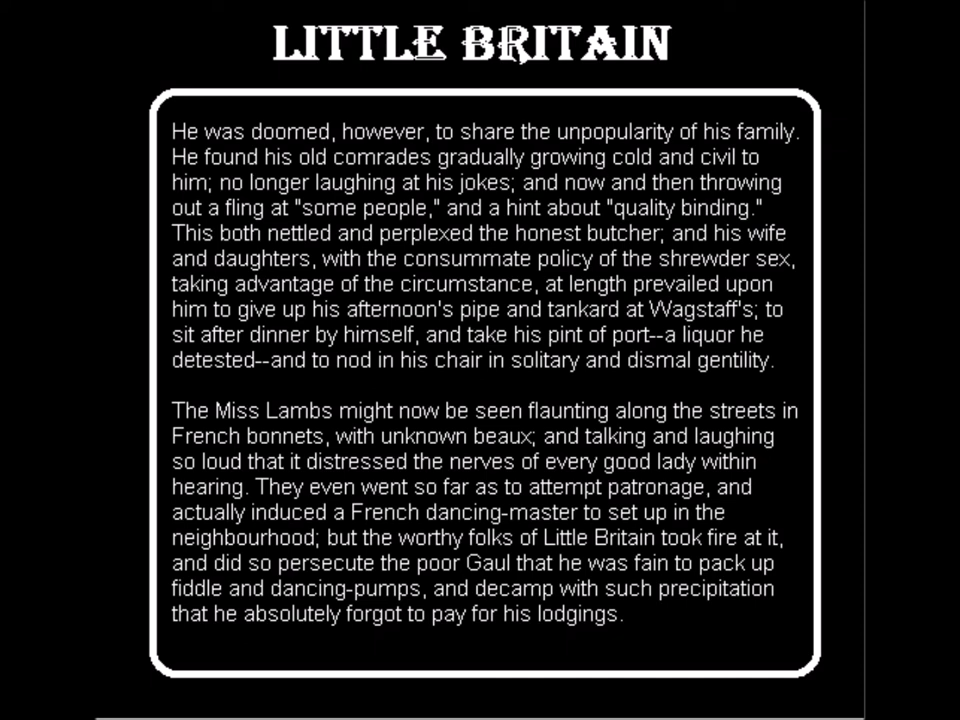 LITTLE BRITAIN
He was doomed, however, to share the unpopularity of his family.
He found his old comrades gradually growing cold and civil to
him; no longer laughing at his jokes; and now and then throwing
out a fling at "some people," and a hint about "quality binding."
This both nettled and perplexed the honest butcher; and his wife
and daughters, with the consummate policy of the shrewder sex,
taking advantage of the circumstance, at length prevailed upon
him to give up his afternoon's pipe and tankard at Wagstaff's; to
sit after dinner by himself, and take his pint of port--a liquor he
detested--and to nod in his chair in solitary and dismal gentility.
The Miss Lambs might now be seen flaunting along the streets in
French bonnets, with unknown beaux; and talking and laughing
so loud that it distressed the nerves of every good lady within
hearing. They even went so far as to attempt patronage, and
actually induced a French dancing-master to set up in the
neighbourhood; but the worthy folks of Little Britain took fire at it,
and did so persecute the poor Gaul that he was fain to pack up
fiddle and dancing-pumps, and decamp with such precipitation
that he absolutely forgot to pay for his lodgings.